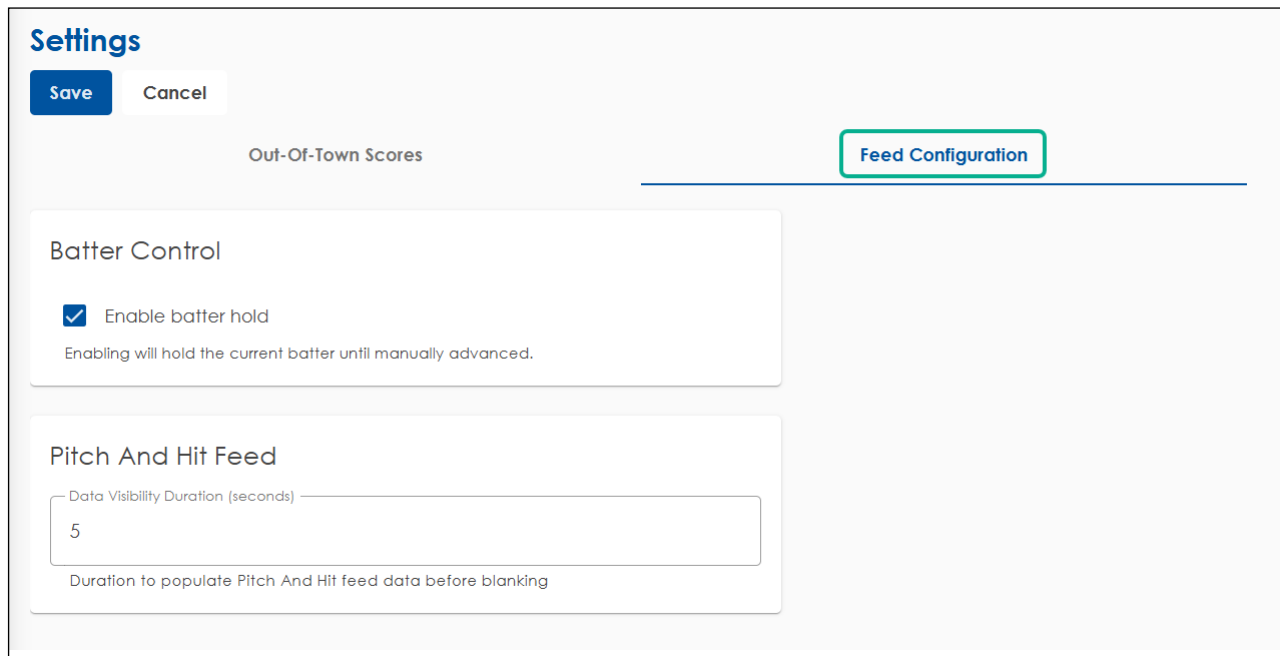 Settings
Save Cancel
Out-Of-Town Scores Feed Configuration
Batter Control
Enable batter hold
Enabling will hold the current batter until manually advanced.
Pitch And Hit Feed
Data Visibility Duration (seconds)
5
Duration to populate Pitch And Hit feed data before blanking